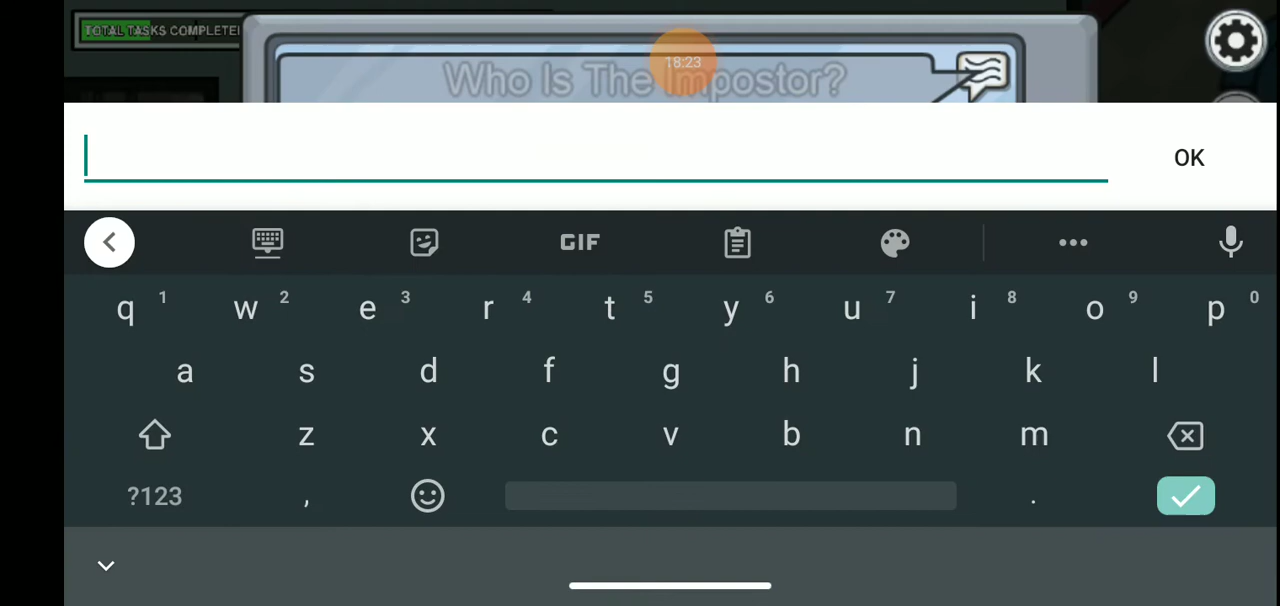 TOTAL TASKS COMPLETE
18:23
Who Is The Impostor?
OK
GIF
q 1 w 2 e 3 r 4 t 5 y 6 u 7 i 8 o 9 p 0
a s d f g h j k l
z x c v b n m
?123 , .